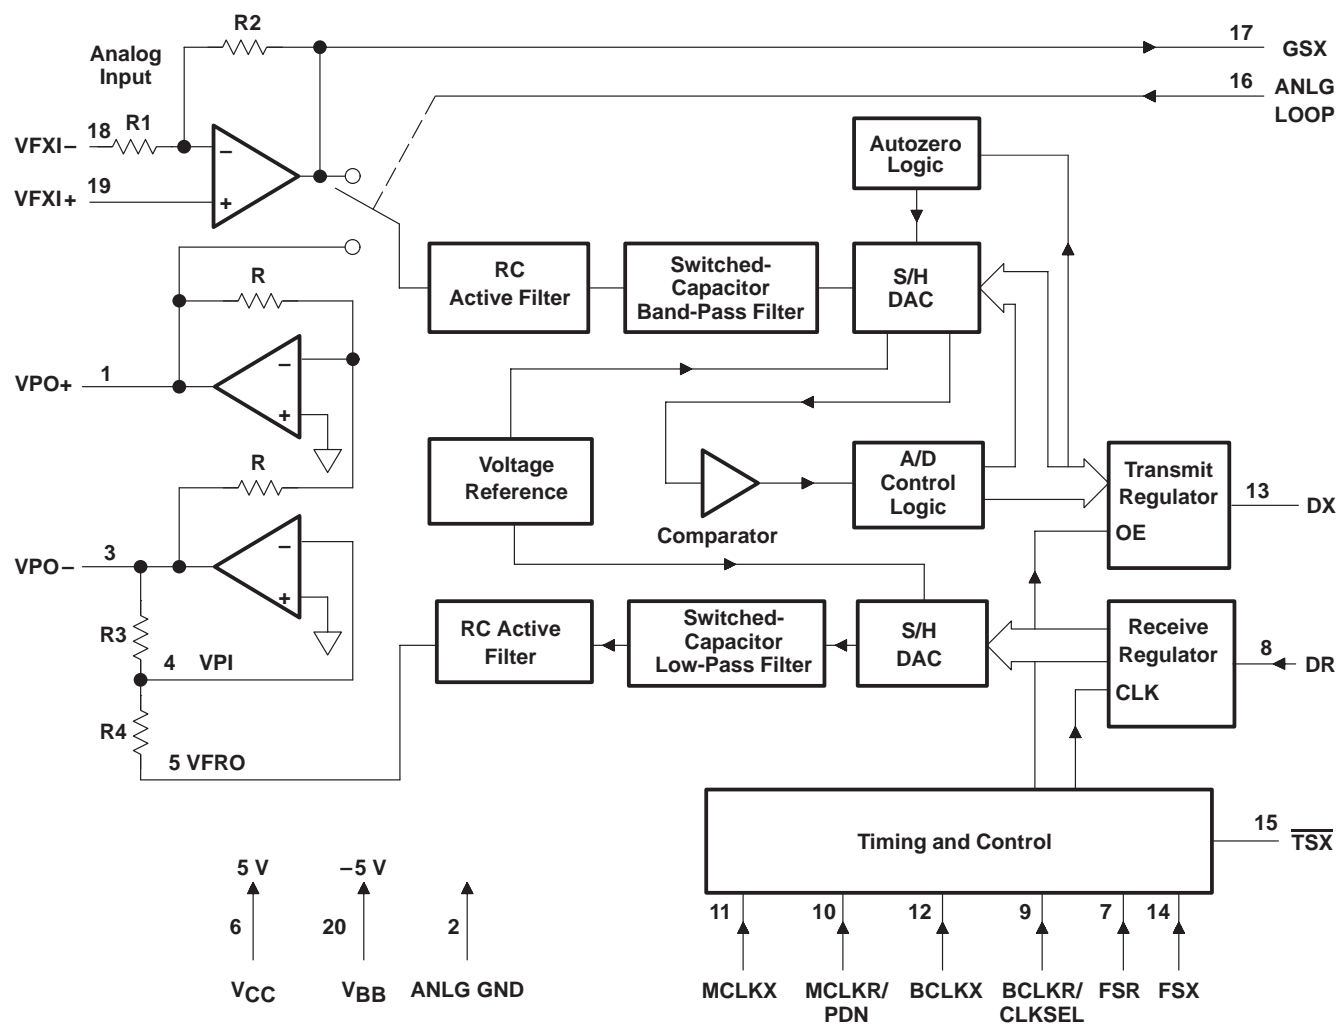 R2
17
GSX
Analog
Input
16
ANLG
LOOP
R1
18
VFXI–
19
VFXI+
–
+
Autozero
Logic
R
RC
Active Filter
Switched-
Capacitor
Band-Pass Filter
S/H
DAC
1
VPO+
–
+
R
Voltage
Reference
Comparator
A/D
Control
Logic
Transmit
Regulator
OE
13
DX
3
VPO–
–
+
R3
4 VPI
R4
5 VFRO
RC Active
Filter
Switched-
Capacitor
Low-Pass Filter
S/H
DAC
Receive
Regulator
CLK
8
DR
Timing and Control
15
TSX
5 V
–5 V
6
20
2
VCC
VBB
ANLG GND
11
10
12
9
7
14
MCLKX
MCLKR/
PDN
BCLKX
BCLKR/
CLKSEL
FSR
FSX